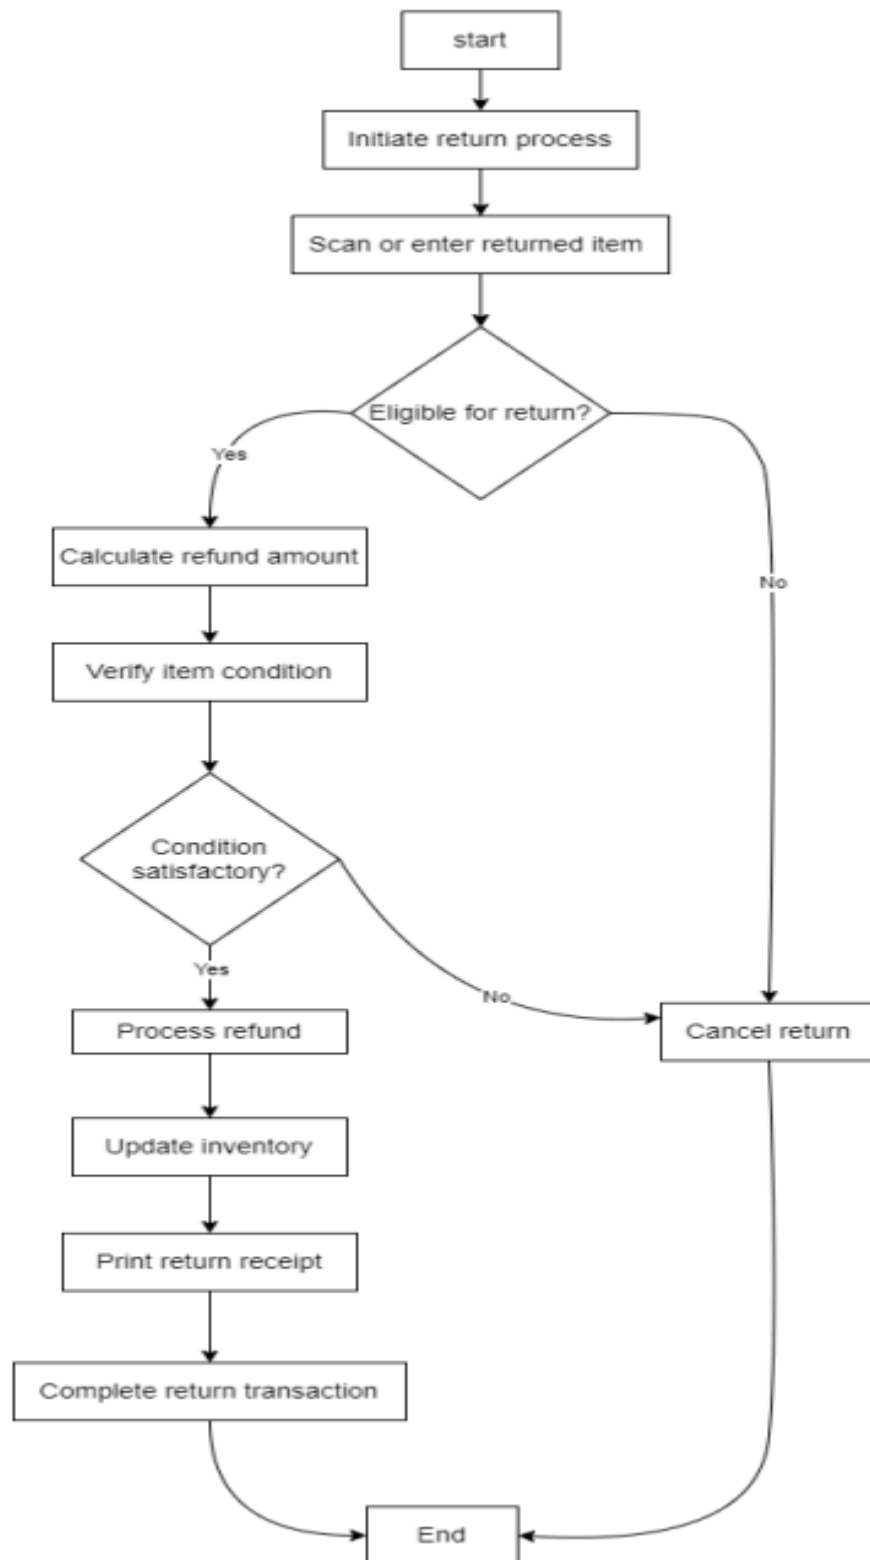 start
Initiate return process
Scan or enter returned item
Eligible for return?
Yes
No
Calculate refund amount
Verify item condition
Condition
satisfactory?
Yes
No
Process refund
Cancel return
Update inventory
Print return receipt
Complete return transaction
End